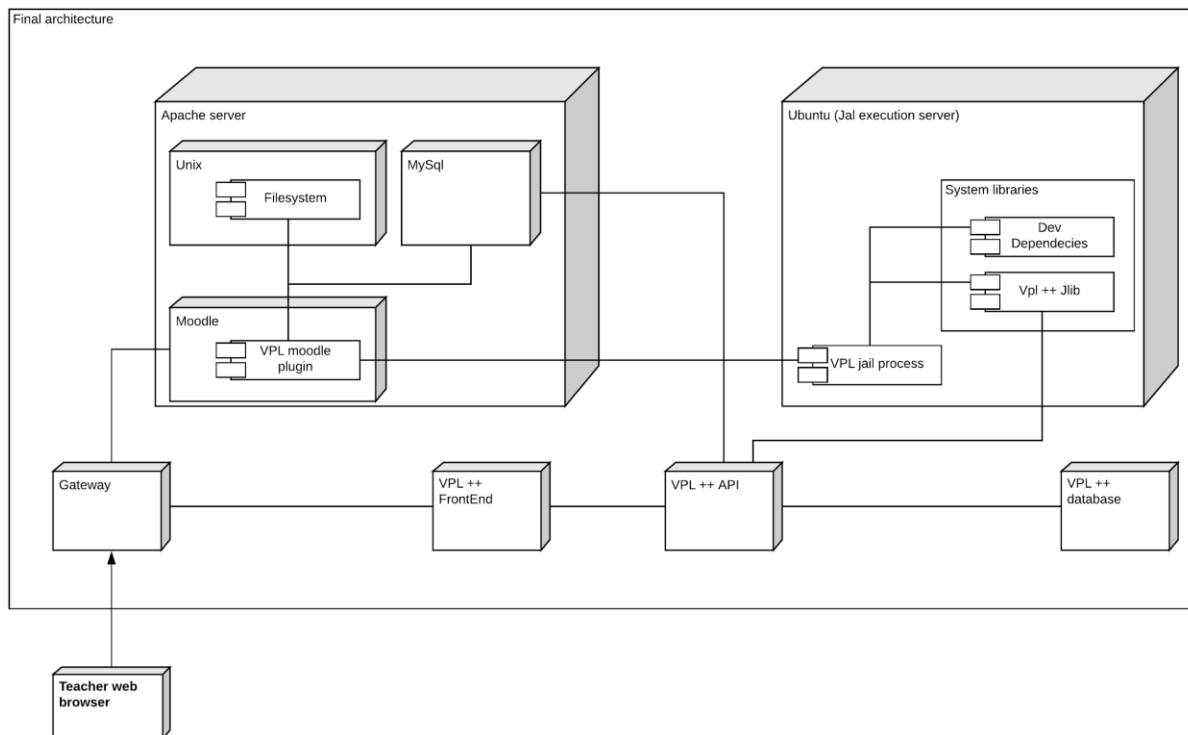 Final architecture
Apache server
Unix
Filesystem
MySql
Moodle
VPL moodle
plugin
Ubuntu (Jal execution server)
System libraries
Dev
Dependecies
Vpl ++ Jlib
VPL jail process
Gateway
VPL ++
FrontEnd
VPL ++ API
VPL ++
database
Teacher web
browser